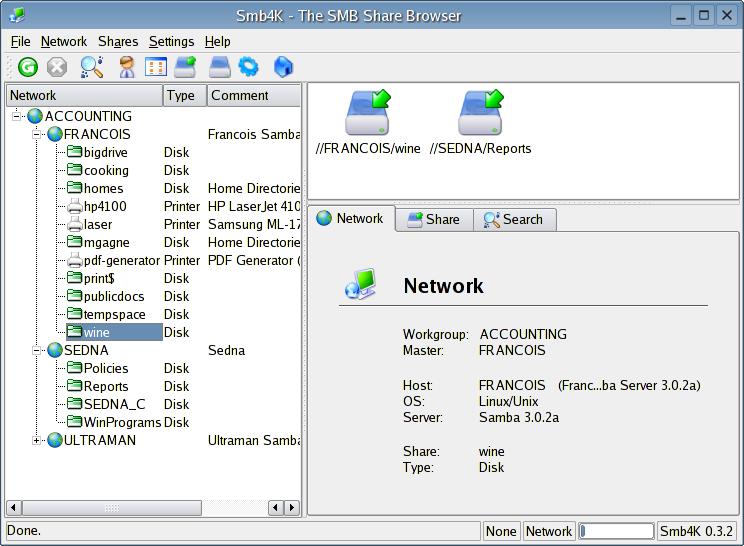 Smb4K - The SMB Share Browser
File Network Shares Settings Help
Network Type Comment
ACCOUNTING
FRANCOIS Francois Samba
bigdrive Disk
cooking Disk
homes Disk Home Directorie
hp4100 Printer HP LaserJet 410
laser Printer Samsung ML-17
mgagne Disk Home Directorie
pdf-generator Printer PDF Generator (
print$ Disk
publicdocs Disk
tempspace Disk
wine Disk
SEDNA Sedna
Policies Disk
Reports Disk
SEDNA_C Disk
WinPrograms Disk
ULTRAMAN Ultraman Samba
//FRANCOIS/wine //SEDNA/Reports
Network Share Search
Network
Workgroup: ACCOUNTING
Master: FRANCOIS
Host: FRANCOIS (Franc...ba Server 3.0.2a)
OS: Linux/Unix
Server: Samba 3.0.2a
Share: wine
Type: Disk
Done. None Network Smb4K 0.3.2